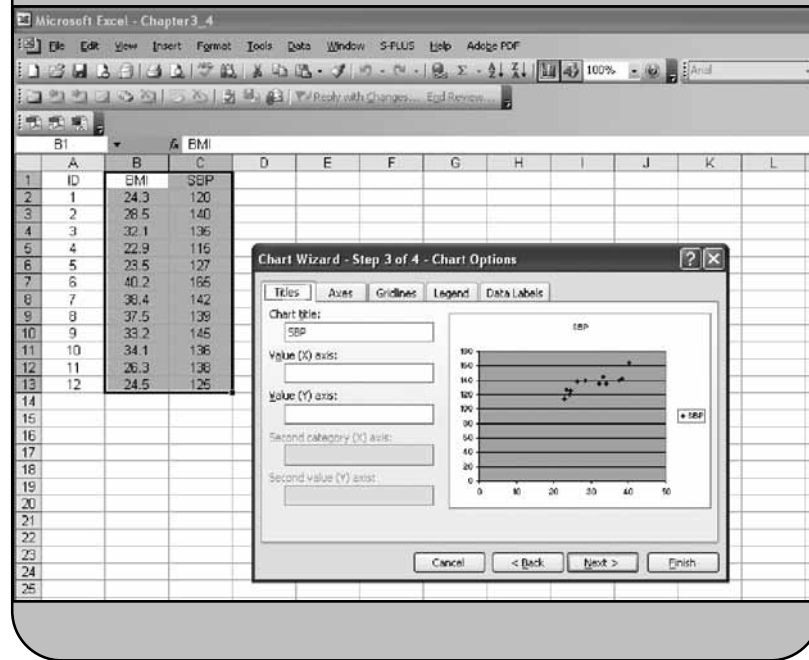 Microsoft Excel - Chapter3_4
File Edit View Insert Format Tools Data Window S-PLUS Help Adobe PDF
100% Arial
Reply with Changes... End Review...
B1 fx BMI
A B C D E F G H I J K L
1 ID BMI SBP
2 1 24.3 120
3 2 28.5 140
4 3 32.1 136
5 4 22.9 115
6 5 23.5 127
7 6 40.2 165
8 7 38.4 142
9 8 37.5 139
10 9 33.2 145
11 10 34.1 136
12 11 26.3 138
13 12 24.5 125
14
15
16
17
18
19
20
21
22
23
24
25
Chart Wizard - Step 3 of 4 - Chart Options
Titles Axes Gridlines Legend Data Labels
Chart title:
SBP
Value (X) axis:
Value (Y) axis:
Second category (X) axis:
Second value (Y) axis:
SBP
180
160
140
120
100
80
60
40
20
0
0 10 20 30 40 50
SBP
Cancel < Back Next > Finish